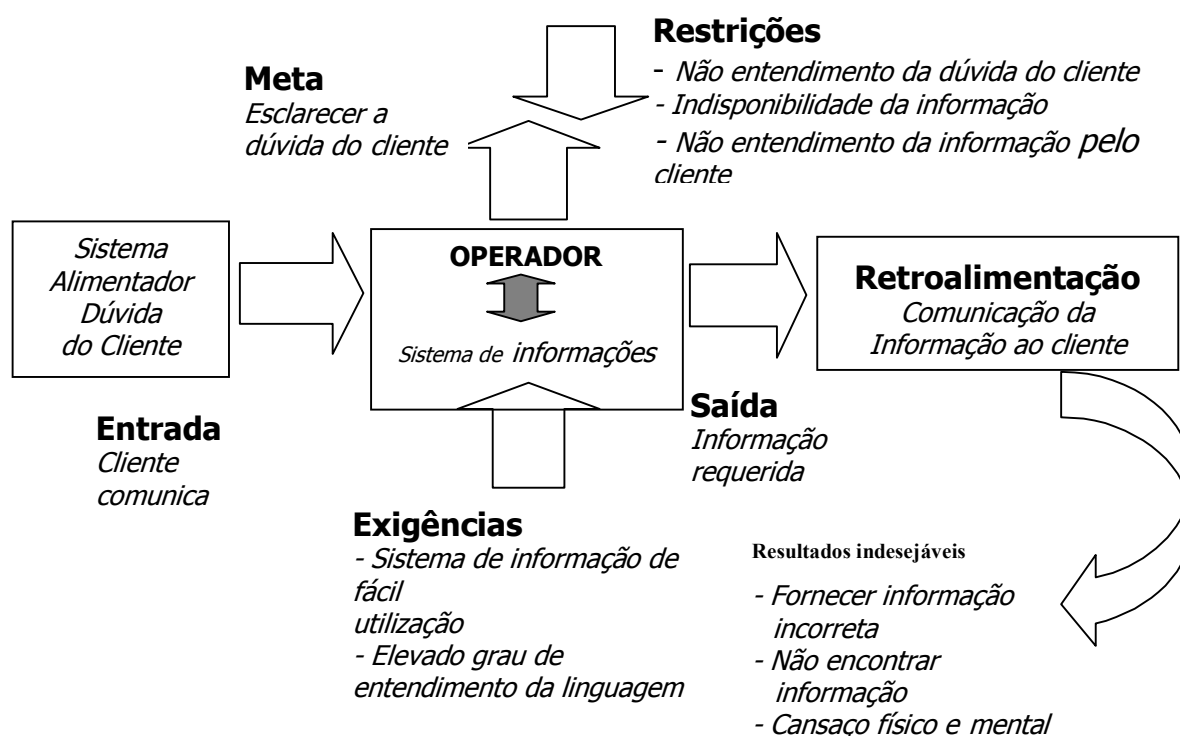 Restrições
- Não entendimento da dúvida do cliente
- Indisponibilidade da informação
- Não entendimento da informação pelo
cliente
Meta
Esclarecer a
dúvida do cliente
Sistema
Alimentador
Dúvida
do Cliente
OPERADOR
Sistema de informações
Retroalimentação
Comunicação da
Informação ao cliente
Entrada
Cliente
comunica
Saída
Informação
requerida
Exigências
- Sistema de informação de
fácil
utilização
- Elevado grau de
entendimento da linguagem
Resultados indesejáveis
- Fornecer informação
incorreta
- Não encontrar
informação
- Cansaço físico e mental